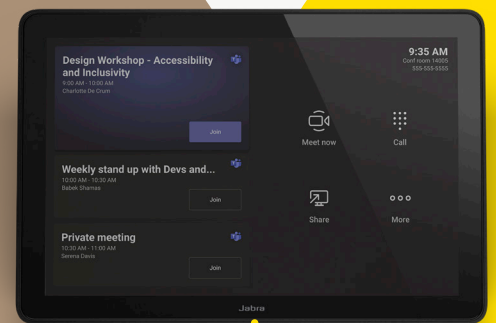 Design Workshop - Accessibility
and Inclusivity
9:00 AM - 10:00 AM
Charlotte De Crum
Join
Weekly stand up with Devs and...
10:00 AM - 10:30 AM
Babek Shamaa
Join
Private meeting
10:30 AM - 11:00 AM
Serena Davis
Join
9:35 AM
Conf room 14005
555-555-5555
Meet now
Call
Share
More
Jabra